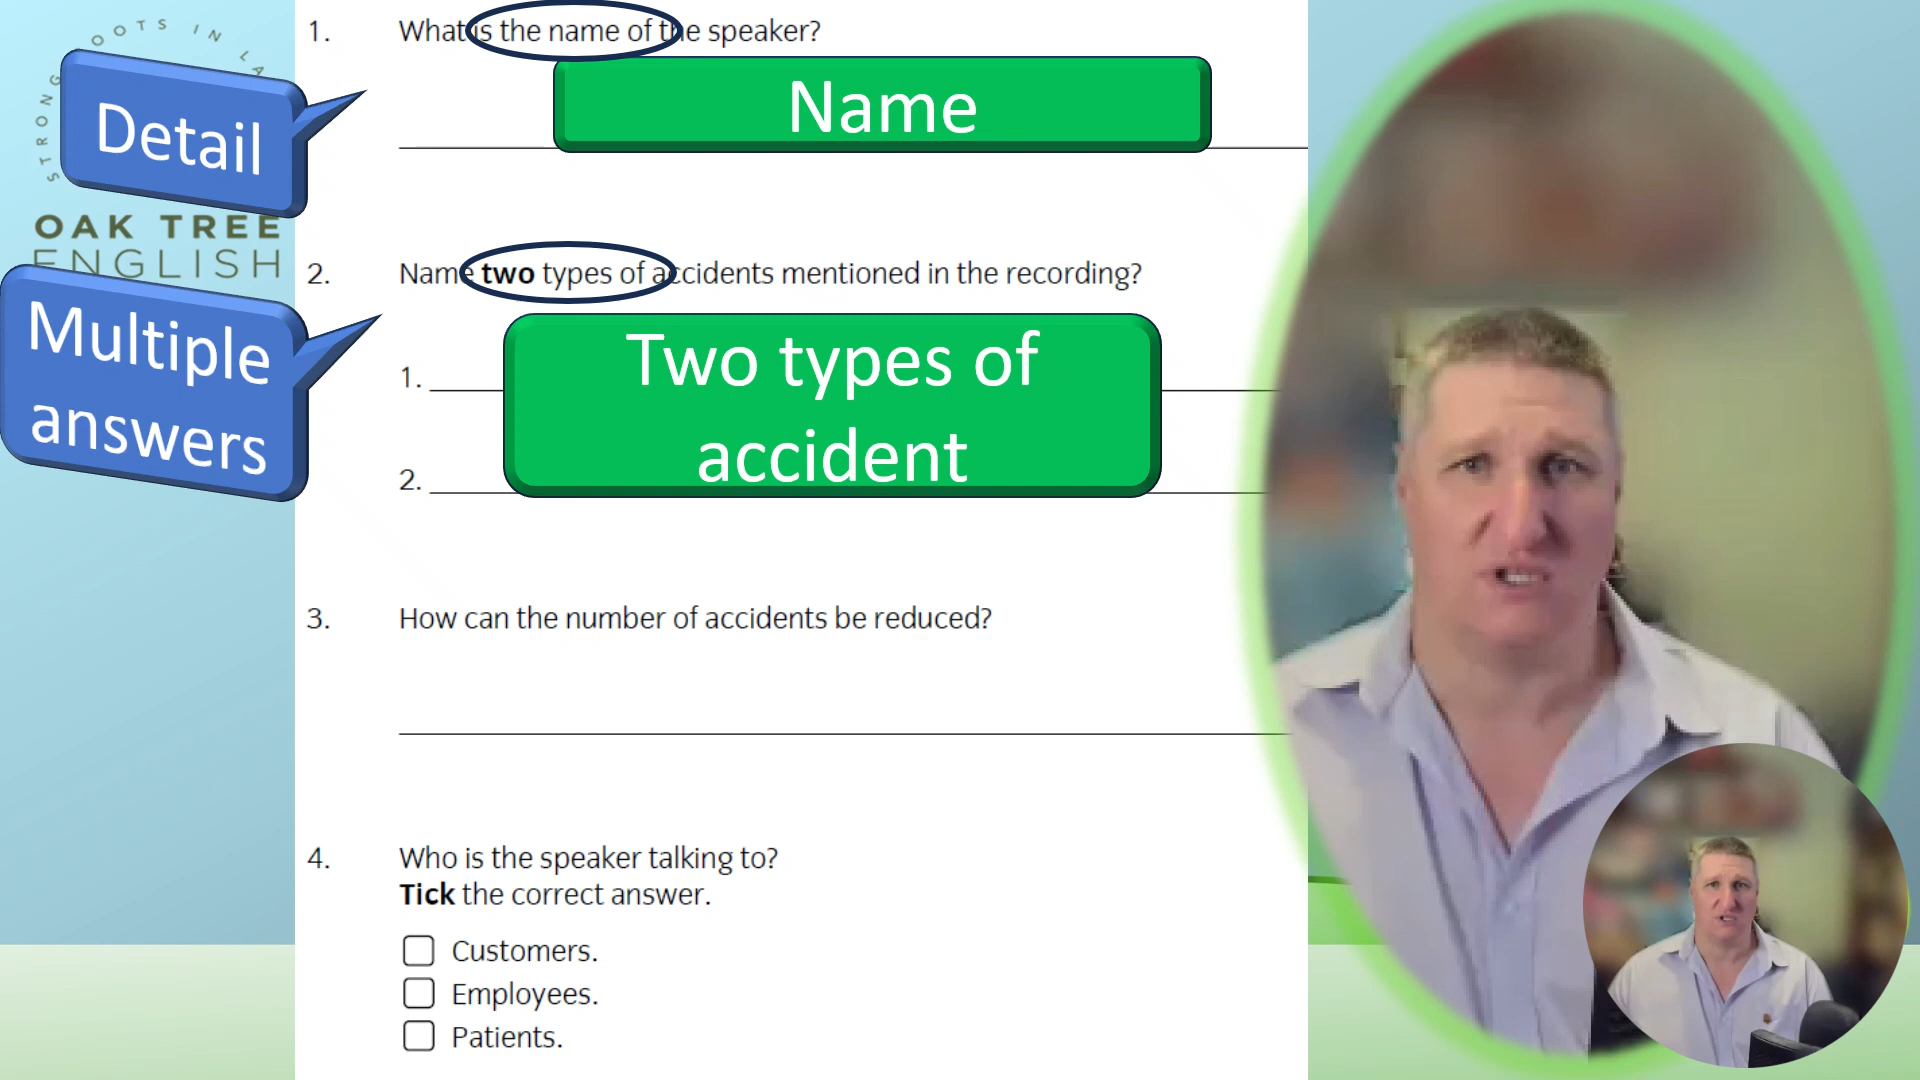 STRONG ROOTS IN LA
OAK TREE
ENGLISH
Detail
Multiple
answers
1. What is the name of the speaker?
Name
2. Name two types of accidents mentioned in the recording?
1.
Two types of
accident
2.
3. How can the number of accidents be reduced?
4. Who is the speaker talking to?
Tick the correct answer.
Customers.
Employees.
Patients.